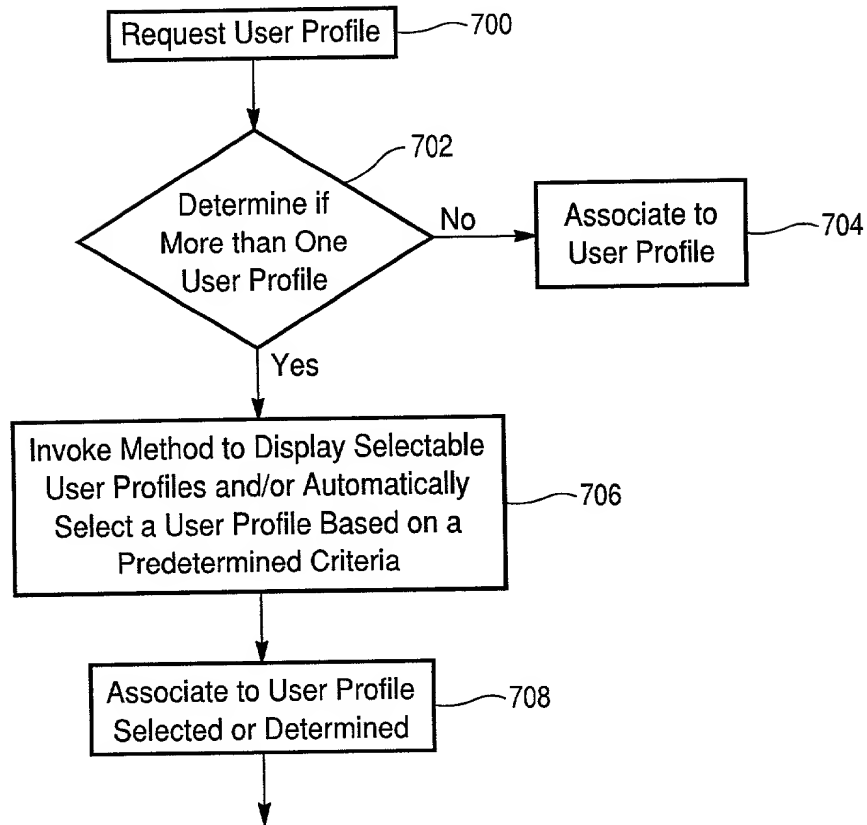 Request User Profile
700
702
Determine if
More than One
User Profile
No
Associate to
User Profile
704
Yes
Invoke Method to Display Selectable
User Profiles and/or Automatically
Select a User Profile Based on a
Predetermined Criteria
706
Associate to User Profile
Selected or Determined
708